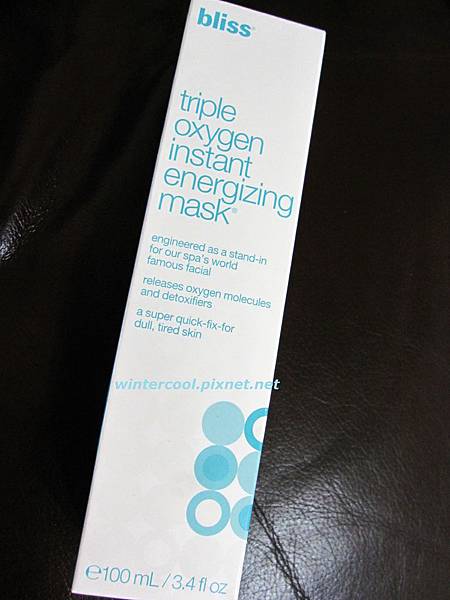 bliss®
triple
oxygen
instant
energizing
mask®
engineered as a stand-in
for our spa's world
famous facial
releases oxygen molecules
and detoxifiers
a super quick-fix-for
dull, tired skin
wintercool.pixnet.net
℮100 mL / 3.4 fl oz